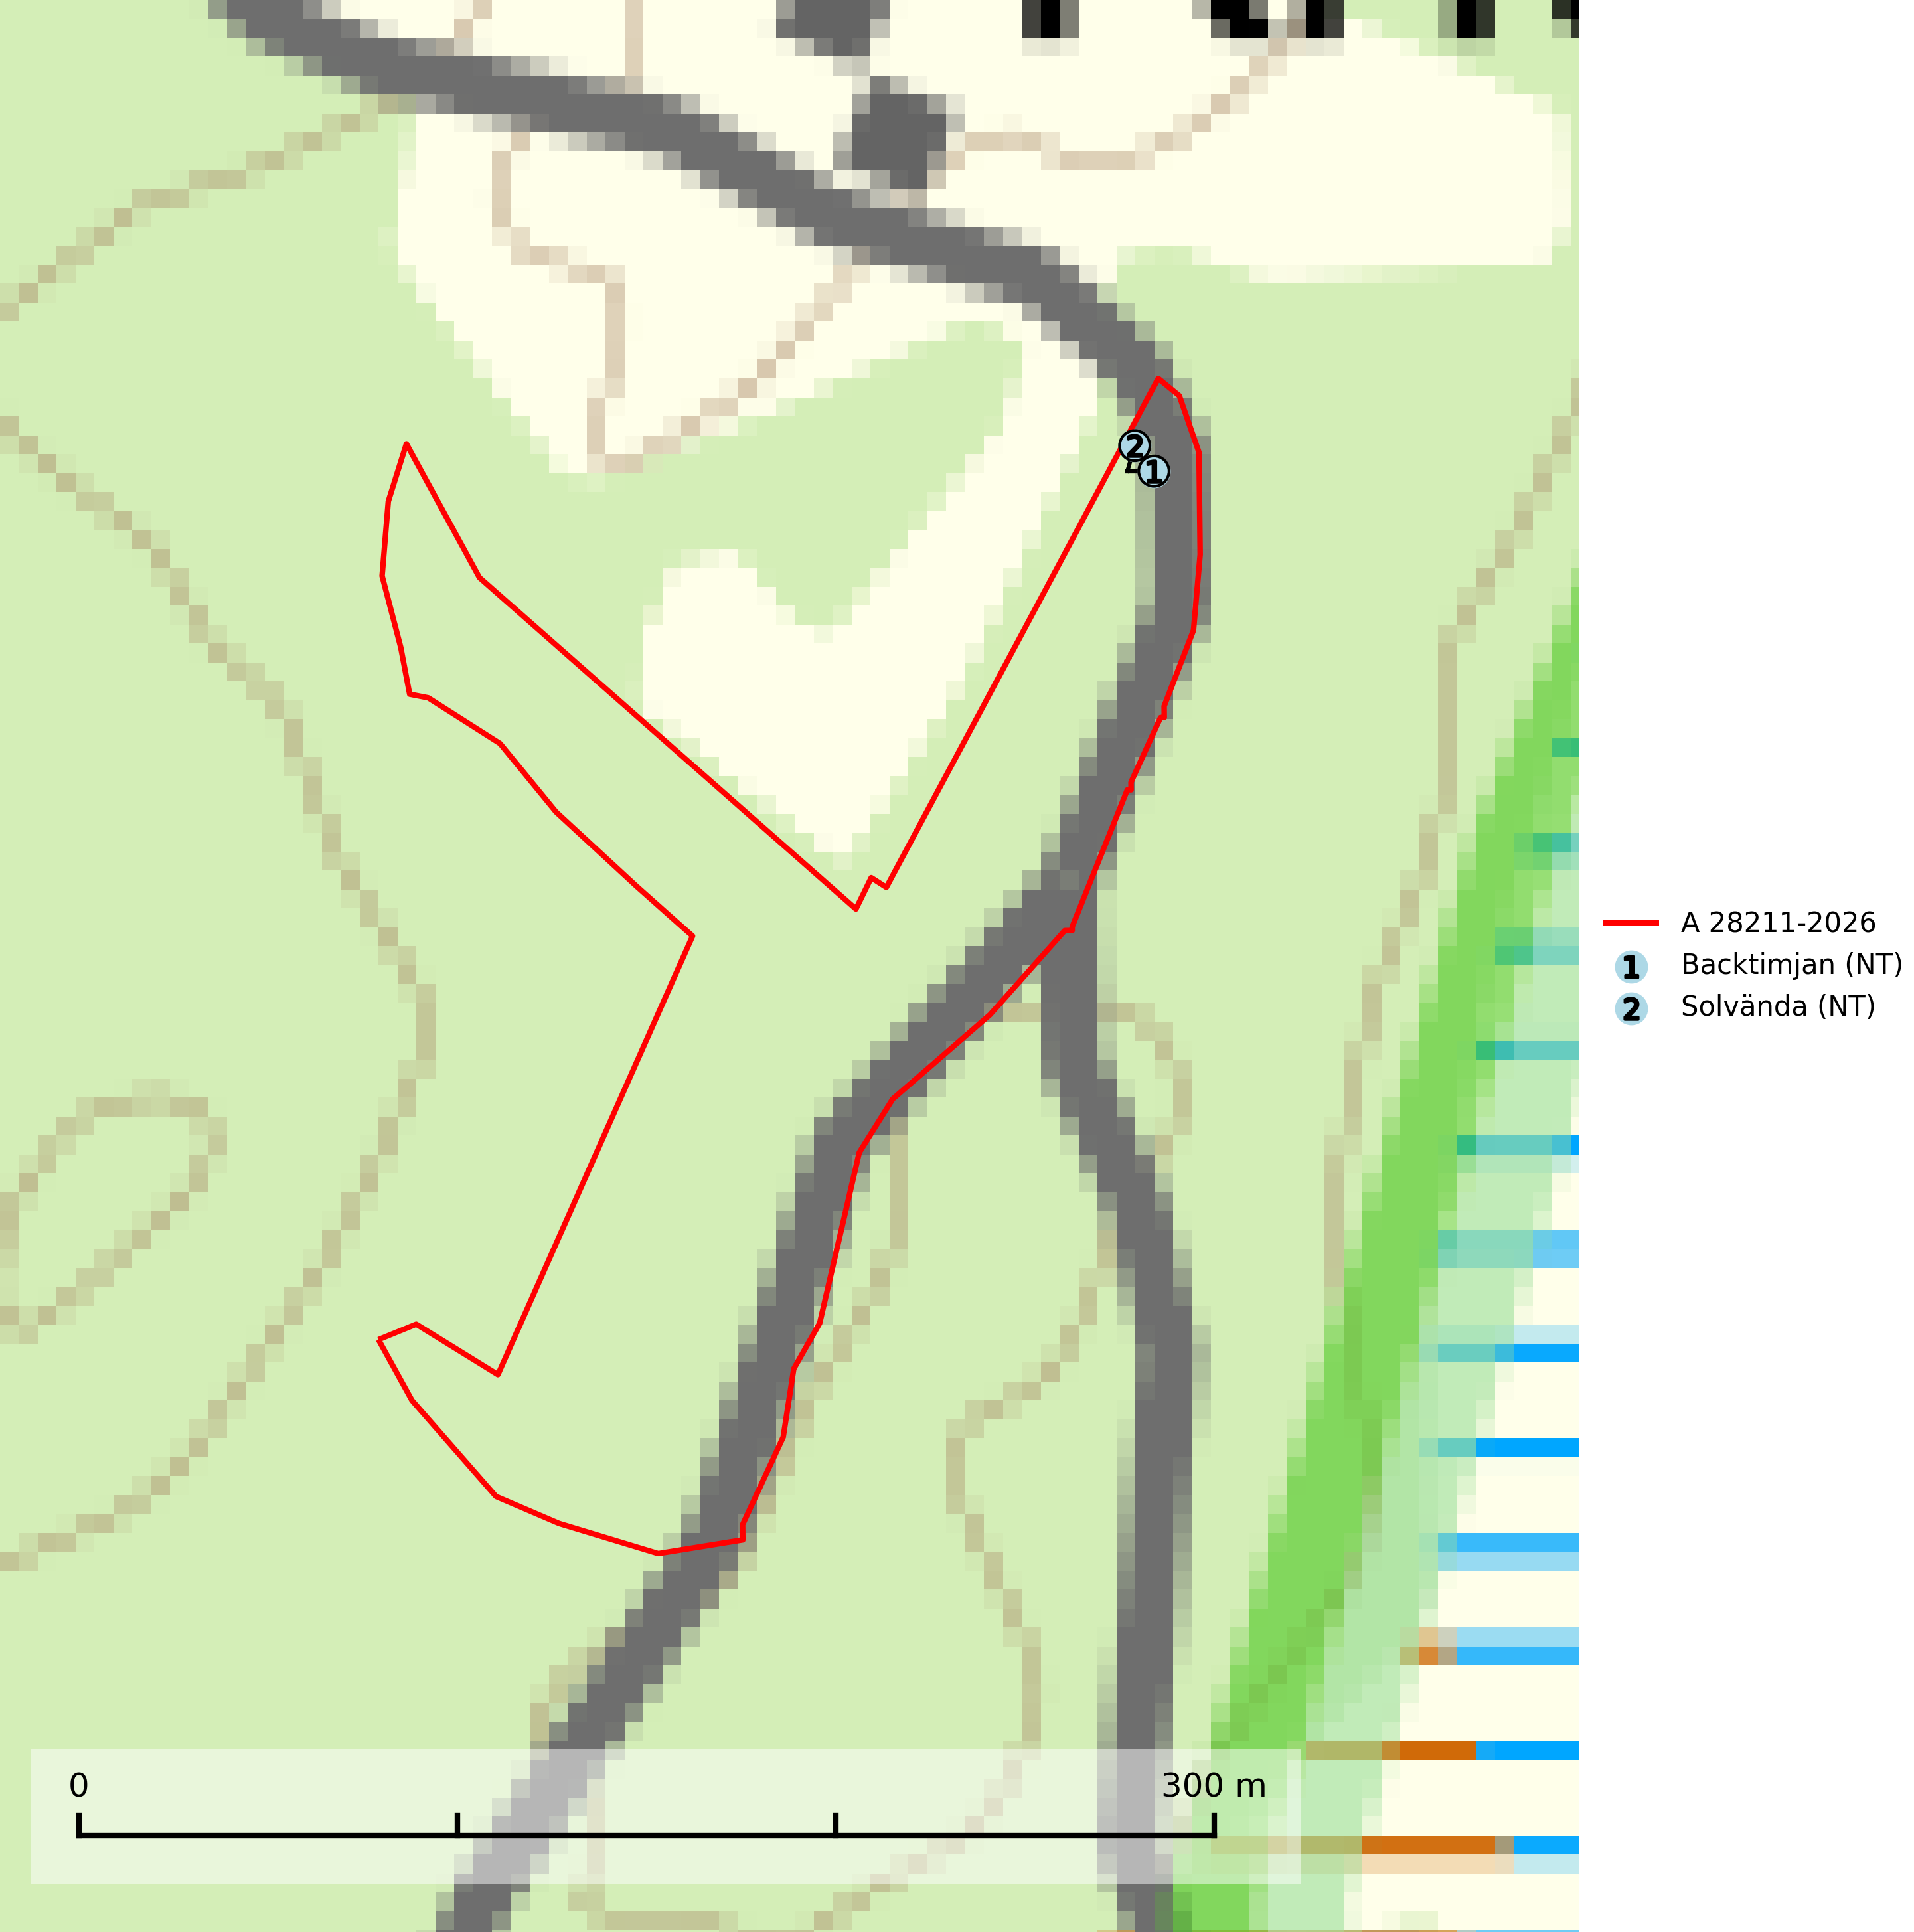 2
1
A 28211-2026
1 Backtimjan (NT)
2 Solvända (NT)
0 300 m